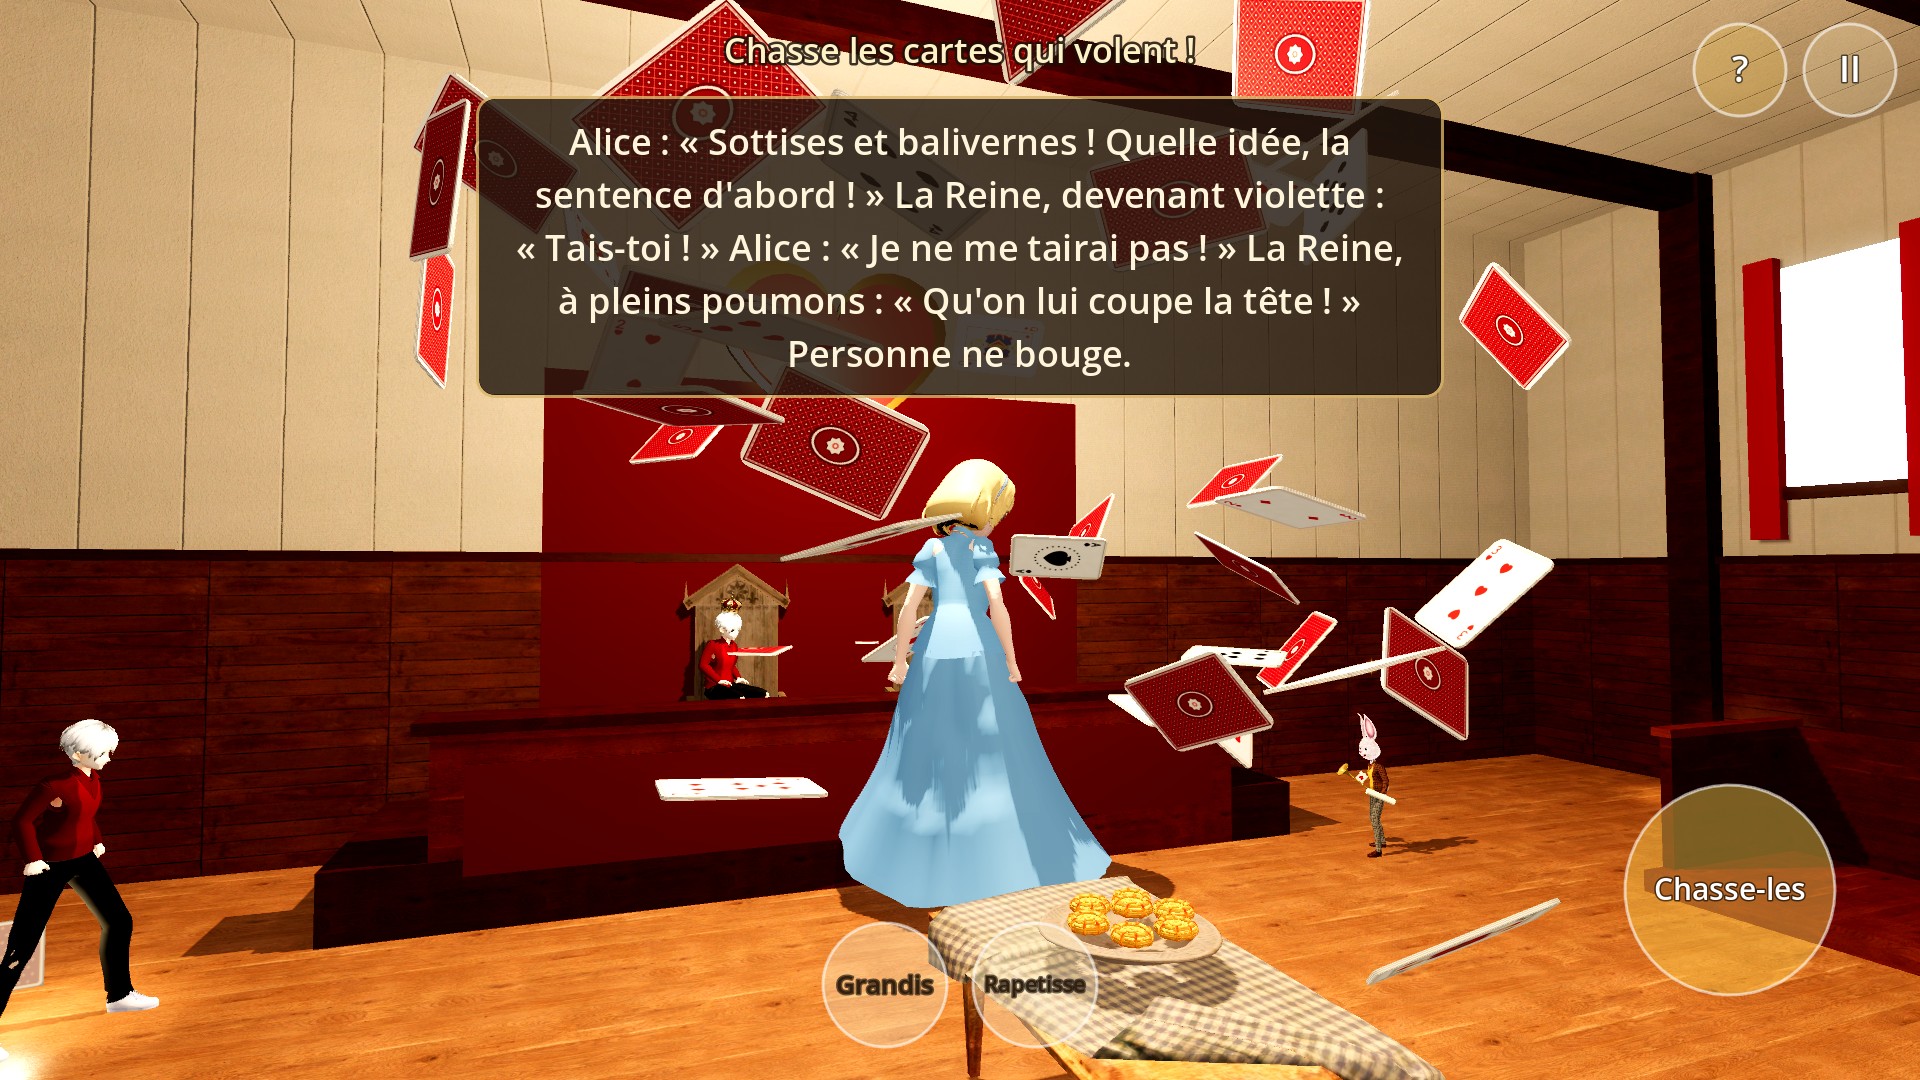 Chasse les cartes qui volent !
?
Alice : « Sottises et balivernes ! Quelle idée, la
sentence d'abord ! » La Reine, devenant violette :
« Tais-toi ! » Alice : « Je ne me tairai pas ! » La Reine,
à pleins poumons : « Qu'on lui coupe la tête ! »
Personne ne bouge.
Chasse-les
Grandis
Rapetisse